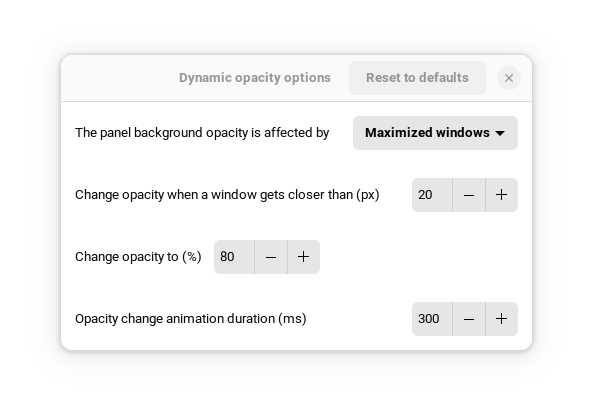 Dynamic opacity options
Reset to defaults
The panel background opacity is affected by
Maximized windows
Change opacity when a window gets closer than (px)
20
Change opacity to (%)
80
Opacity change animation duration (ms)
300